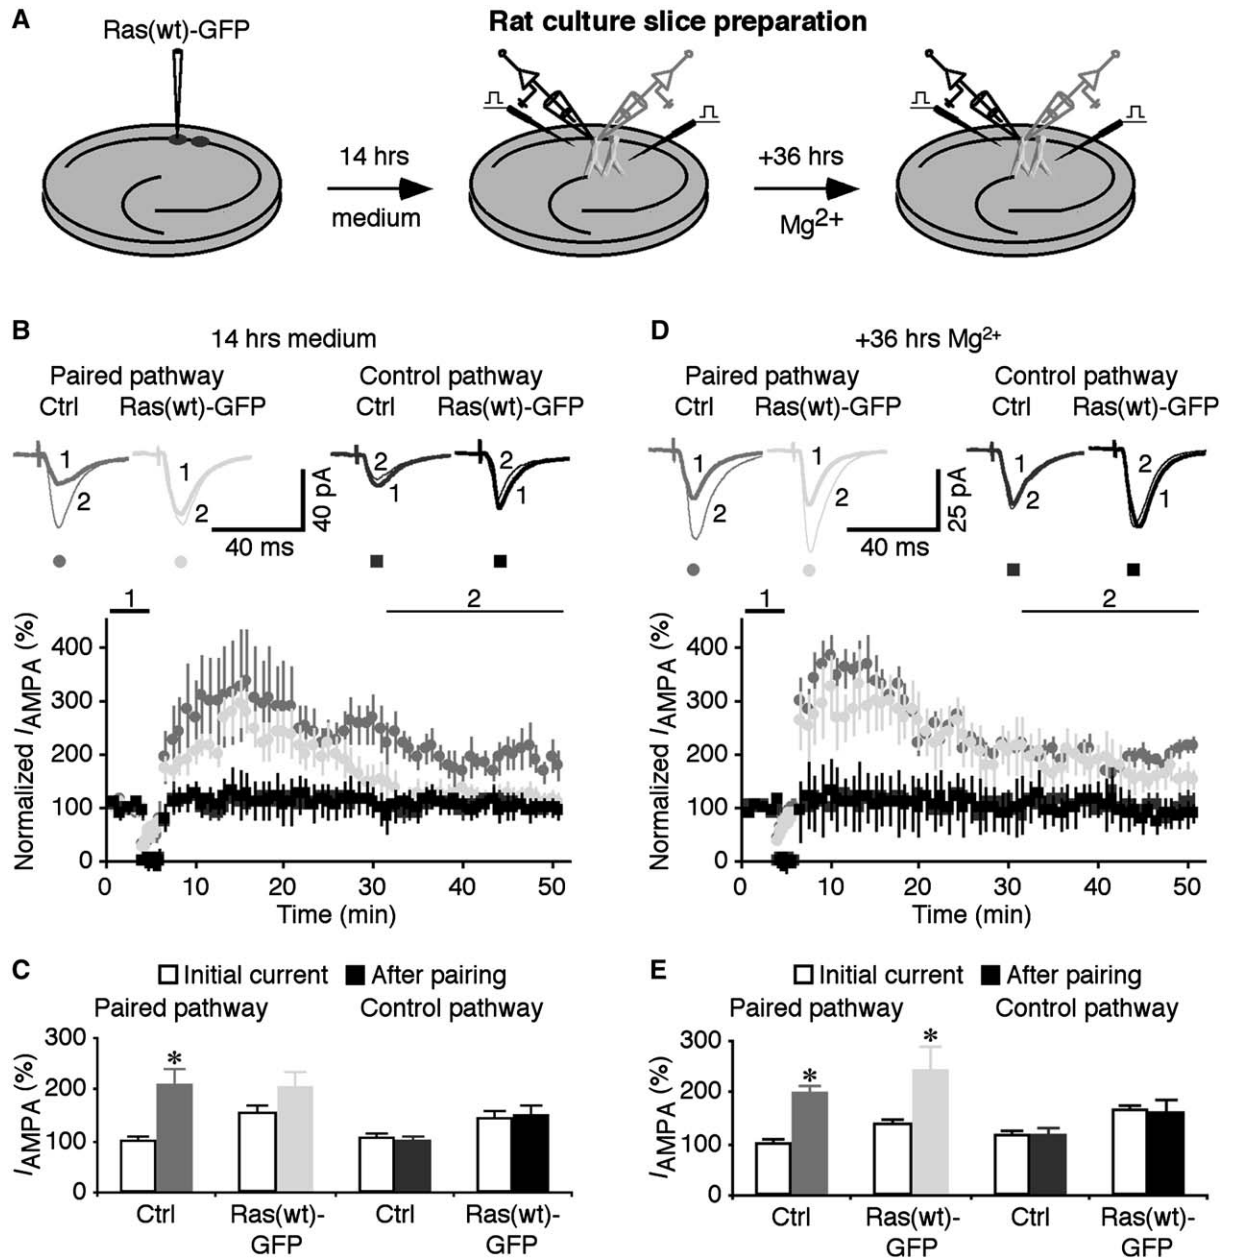 A
Ras(wt)-GFP
Rat culture slice preparation
14 hrs
medium
+36 hrs
Mg2+
B
14 hrs medium
Paired pathway
Control pathway
Ctrl
Ras(wt)-GFP
Ctrl
Ras(wt)-GFP
1
2
1
2
2
1
2
1
40 pA
40 ms
1
2
Normalized IAMPA (%)
400
300
200
100
0
0 10 20 30 40 50
Time (min)
D
+36 hrs Mg2+
Paired pathway
Control pathway
Ctrl
Ras(wt)-GFP
Ctrl
Ras(wt)-GFP
1
2
1
2
1
2
2
1
25 pA
40 ms
1
2
Normalized IAMPA (%)
400
300
200
100
0
0 10 20 30 40 50
Time (min)
C
Initial current
After pairing
Paired pathway
Control pathway
IAMPA (%)
300
200
100
0
*
Ctrl
Ras(wt)-
GFP
Ctrl
Ras(wt)-
GFP
E
Initial current
After pairing
Paired pathway
Control pathway
IAMPA (%)
300
200
100
0
*
*
Ctrl
Ras(wt)-
GFP
Ctrl
Ras(wt)-
GFP